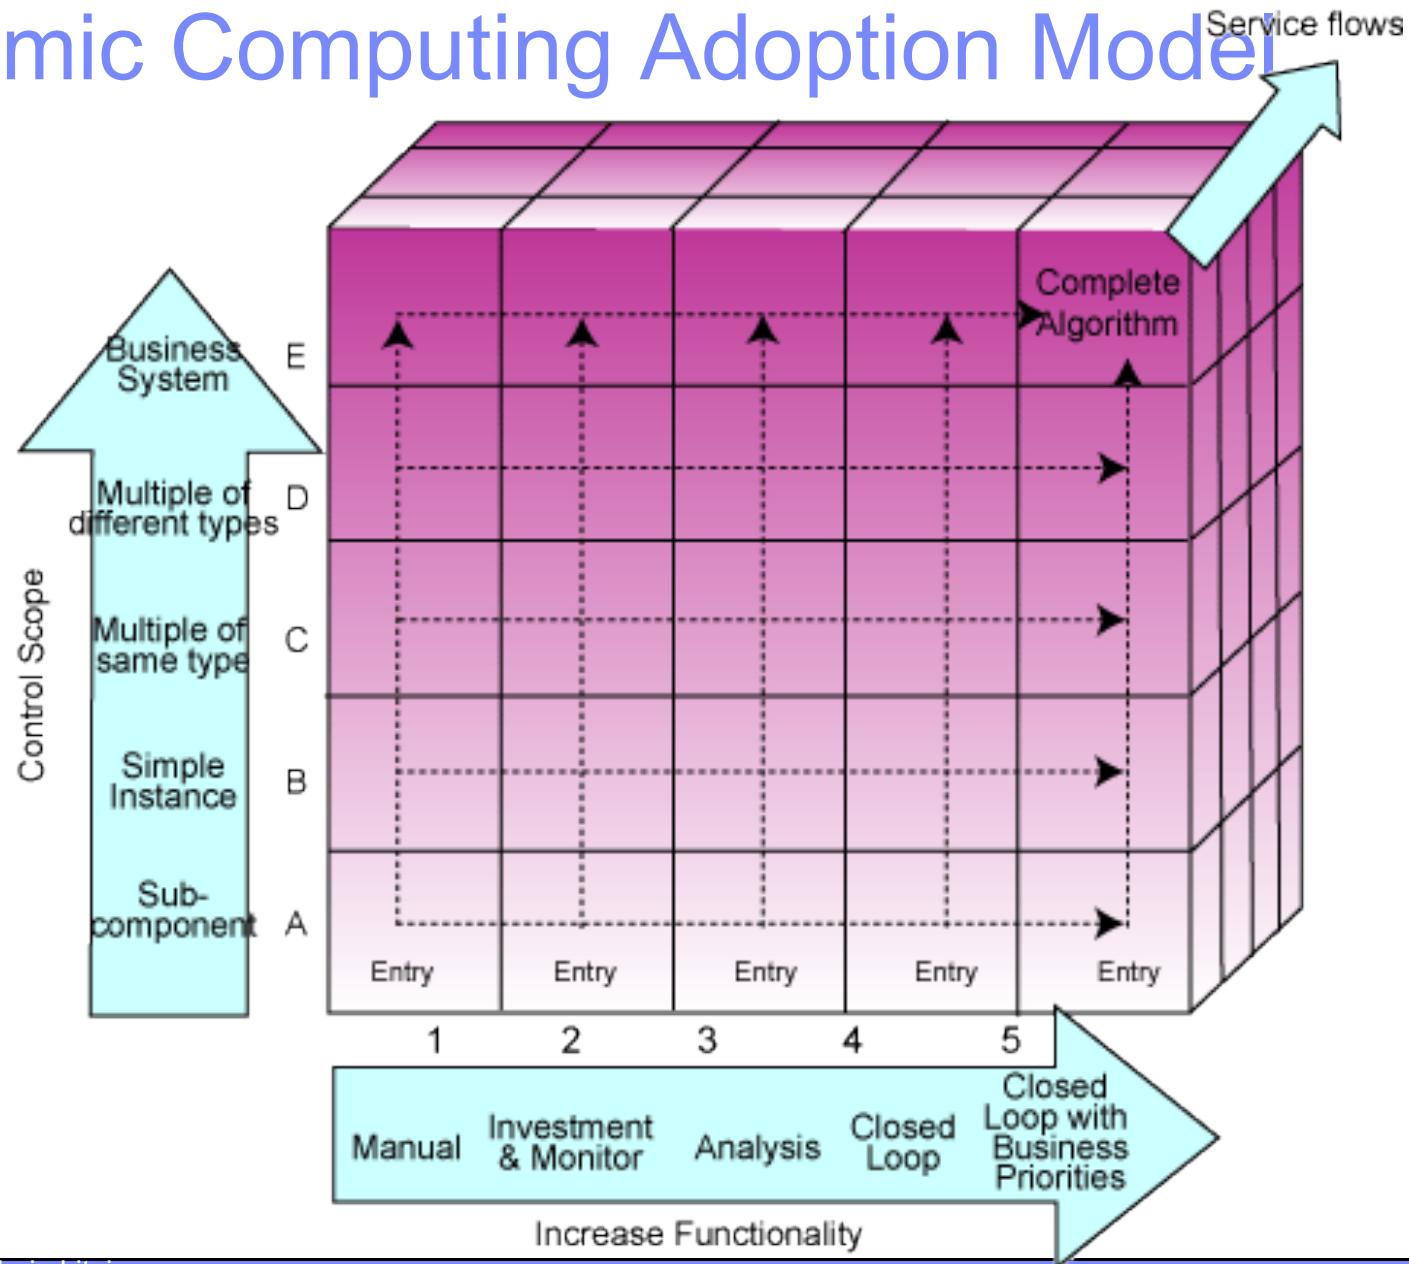 mic Computing Adoption Model
Service flows
Complete
Algorithm
Business
System
E
Multiple of
different types
D
Control Scope
Multiple of
same type
C
Simple
Instance
B
Sub-
component
A
Entry Entry Entry Entry Entry
1 2 3 4 5
Manual
Investment
& Monitor
Analysis
Closed
Loop
Closed
Loop with
Business
Priorities
Increase Functionality